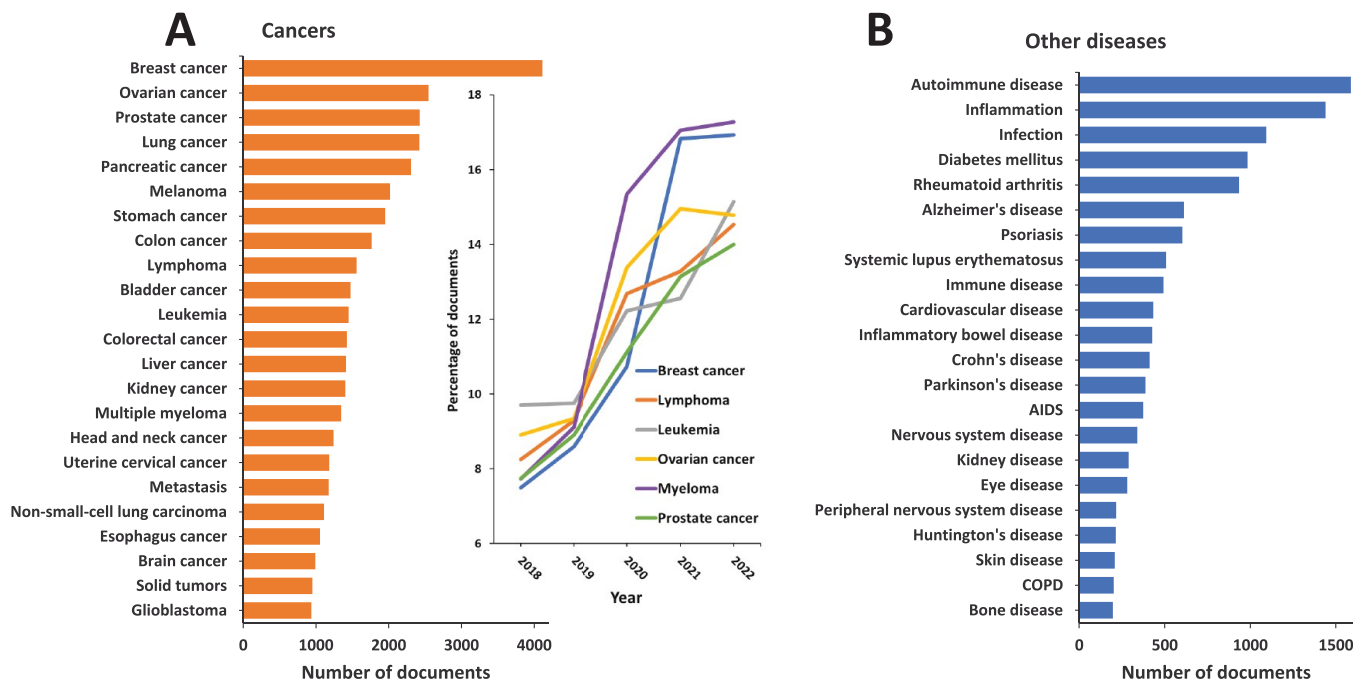 A
Cancers
Breast cancer
Ovarian cancer
Prostate cancer
Lung cancer
Pancreatic cancer
Melanoma
Stomach cancer
Colon cancer
Lymphoma
Bladder cancer
Leukemia
Colorectal cancer
Liver cancer
Kidney cancer
Multiple myeloma
Head and neck cancer
Uterine cervical cancer
Metastasis
Non-small-cell lung carcinoma
Esophagus cancer
Brain cancer
Solid tumors
Glioblastoma
0 1000 2000 3000 4000
Number of documents
Percentage of documents
18
16
14
12
10
8
6
Breast cancer
Lymphoma
Leukemia
Ovarian cancer
Myeloma
Prostate cancer
2018 2019 2020 2021 2022
Year
B
Other diseases
Autoimmune disease
Inflammation
Infection
Diabetes mellitus
Rheumatoid arthritis
Alzheimer's disease
Psoriasis
Systemic lupus erythematosus
Immune disease
Cardiovascular disease
Inflammatory bowel disease
Crohn's disease
Parkinson's disease
AIDS
Nervous system disease
Kidney disease
Eye disease
Peripheral nervous system disease
Huntington's disease
Skin disease
COPD
Bone disease
0 500 1000 1500
Number of documents